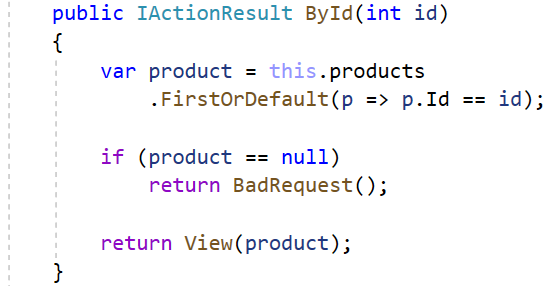 public IActionResult ById(int id)
{
    var product = this.products
        .FirstOrDefault(p => p.Id == id);

    if (product == null)
        return BadRequest();

    return View(product);
}